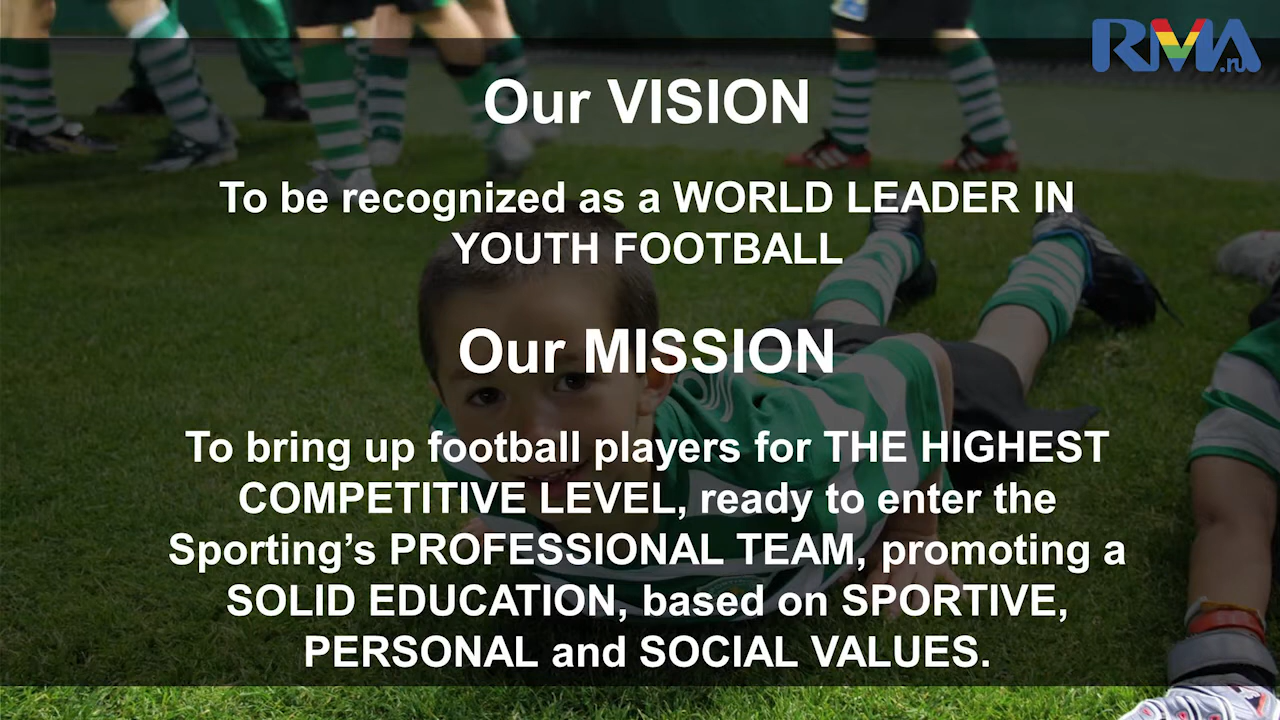 RMA.ru
Our VISION
To be recognized as a WORLD LEADER IN
YOUTH FOOTBALL
Our MISSION
To bring up football players for THE HIGHEST
COMPETITIVE LEVEL, ready to enter the
Sporting’s PROFESSIONAL TEAM, promoting a
SOLID EDUCATION, based on SPORTIVE,
PERSONAL and SOCIAL VALUES.